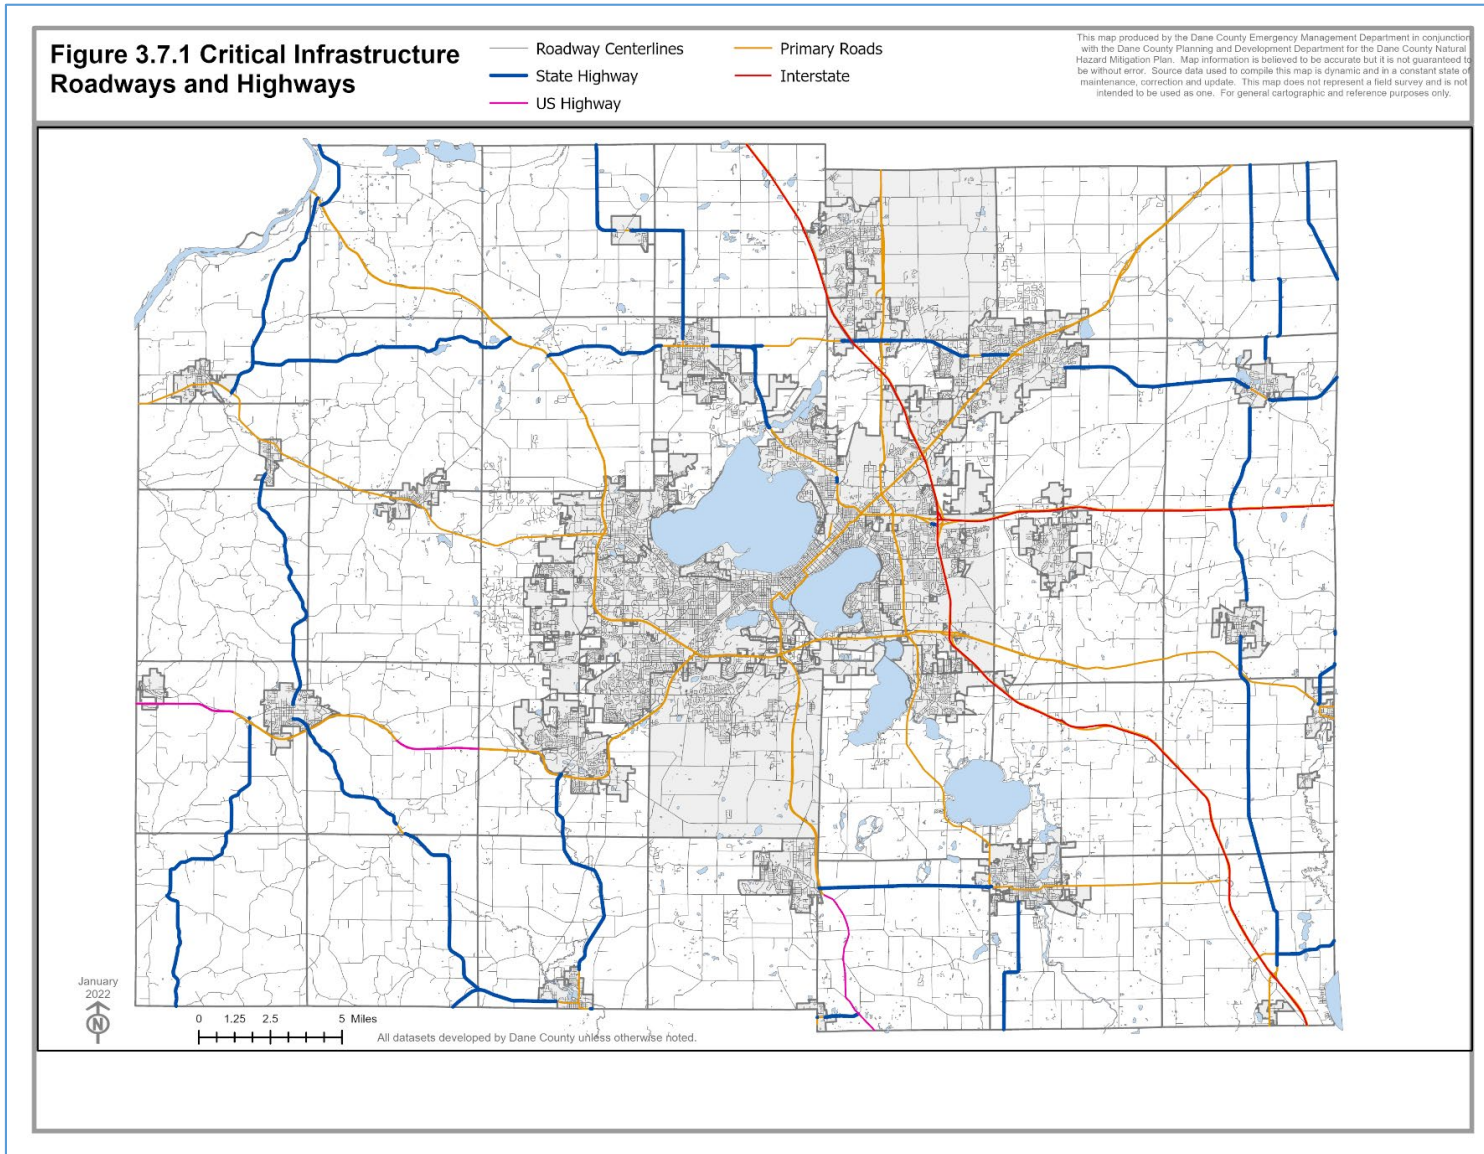 Figure 3.7.1 Critical Infrastructure
Roadways and Highways
Roadway Centerlines
State Highway
US Highway
Primary Roads
Interstate
This map produced by the Dane County Emergency Management Department in conjunction
with the Dane County Planning and Development Department for the Dane County Natural
Hazard Mitigation Plan. Map information is believed to be accurate but it is not guaranteed to
be without error. Source data used to compile this map is dynamic and in a constant state of
maintenance, correction and update. This map does not represent a field survey and is not
intended to be used as one. For general cartographic and reference purposes only.
January
2022
N
0 1.25 2.5 5 Miles
All datasets developed by Dane County unless otherwise noted.